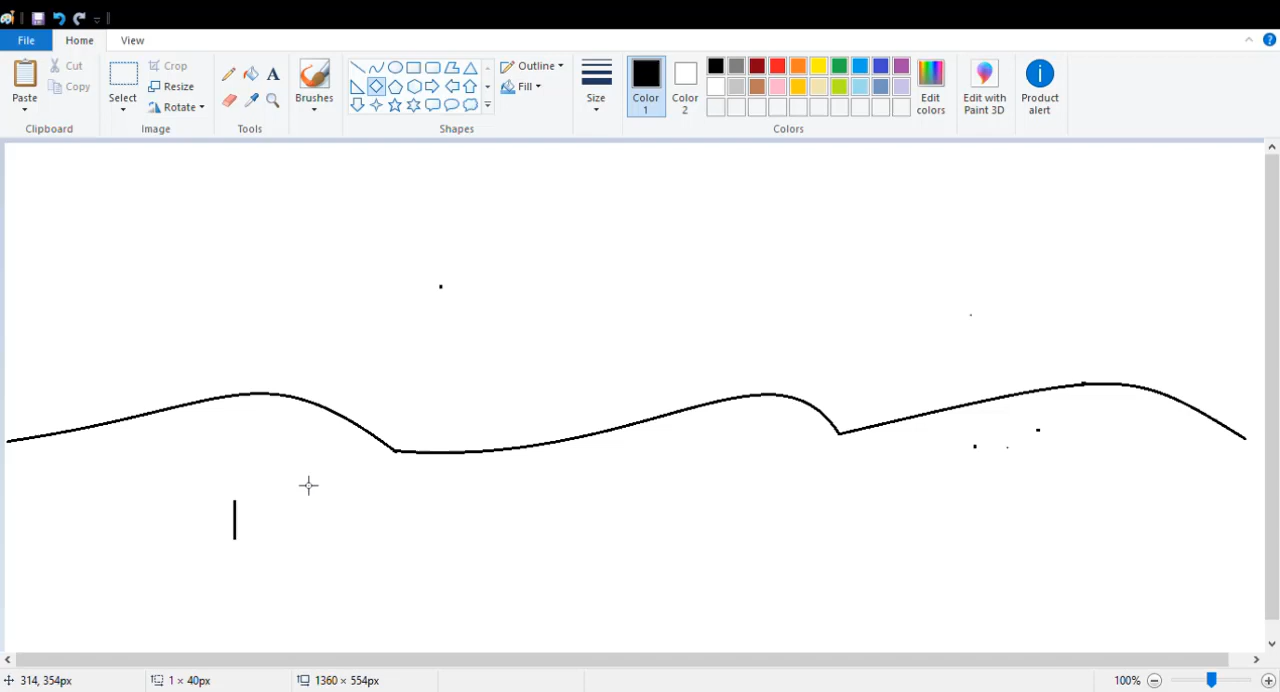 File Home View
Paste Cut Copy Clipboard
Select Crop Resize Rotate Image
Tools
Brushes
Outline Fill Shapes
Size
Color 1
Color 2
Edit colors
Colors
Edit with Paint 3D
Product alert
314, 354px 1 × 40px 1360 × 554px 100%